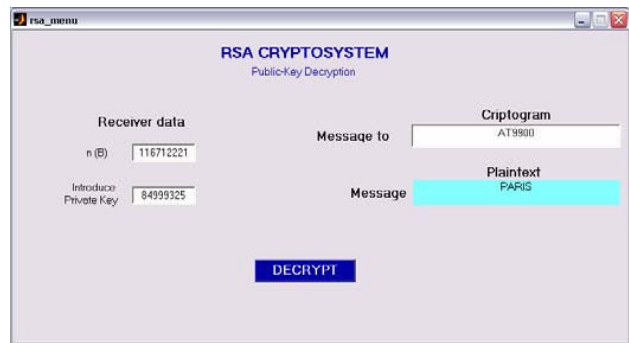 rsa_menu
RSA CRYPTOSYSTEM
Public-Key Decryption
Receiver data
n (B) 116712221
Introduce
Private Key 84999325
Criptogram
Message to AT9900
Plaintext
Message PARIS
DECRYPT